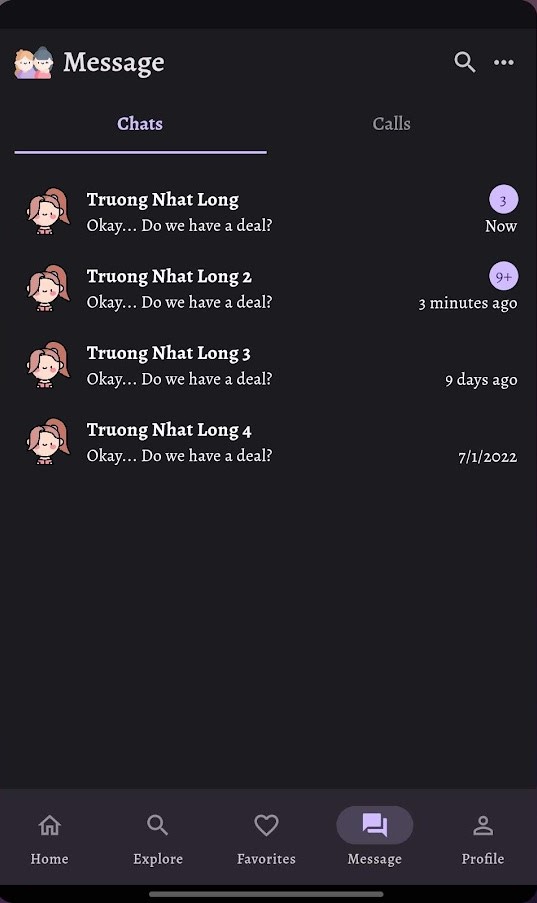 Message
Chats
Calls
Truong Nhat Long
3
Okay... Do we have a deal?
Now
Truong Nhat Long 2
9+
Okay... Do we have a deal?
3 minutes ago
Truong Nhat Long 3
Okay... Do we have a deal?
9 days ago
Truong Nhat Long 4
Okay... Do we have a deal?
7/1/2022
Home
Explore
Favorites
Message
Profile